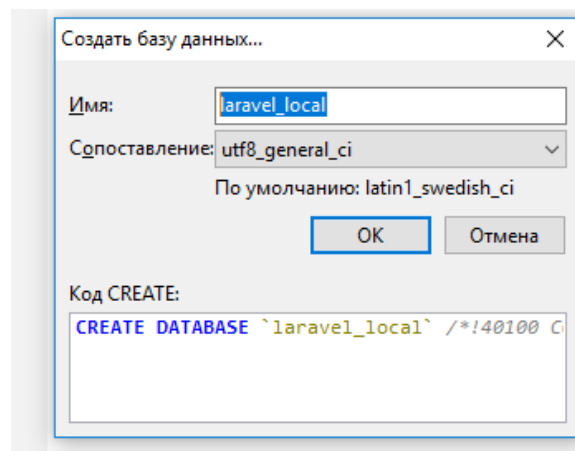 Создать базу данных...
Имя: laravel_local
Сопоставление: utf8_general_ci
По умолчанию: latin1_swedish_ci
OK Отмена
Код CREATE:
CREATE DATABASE `laravel_local` /*!40100